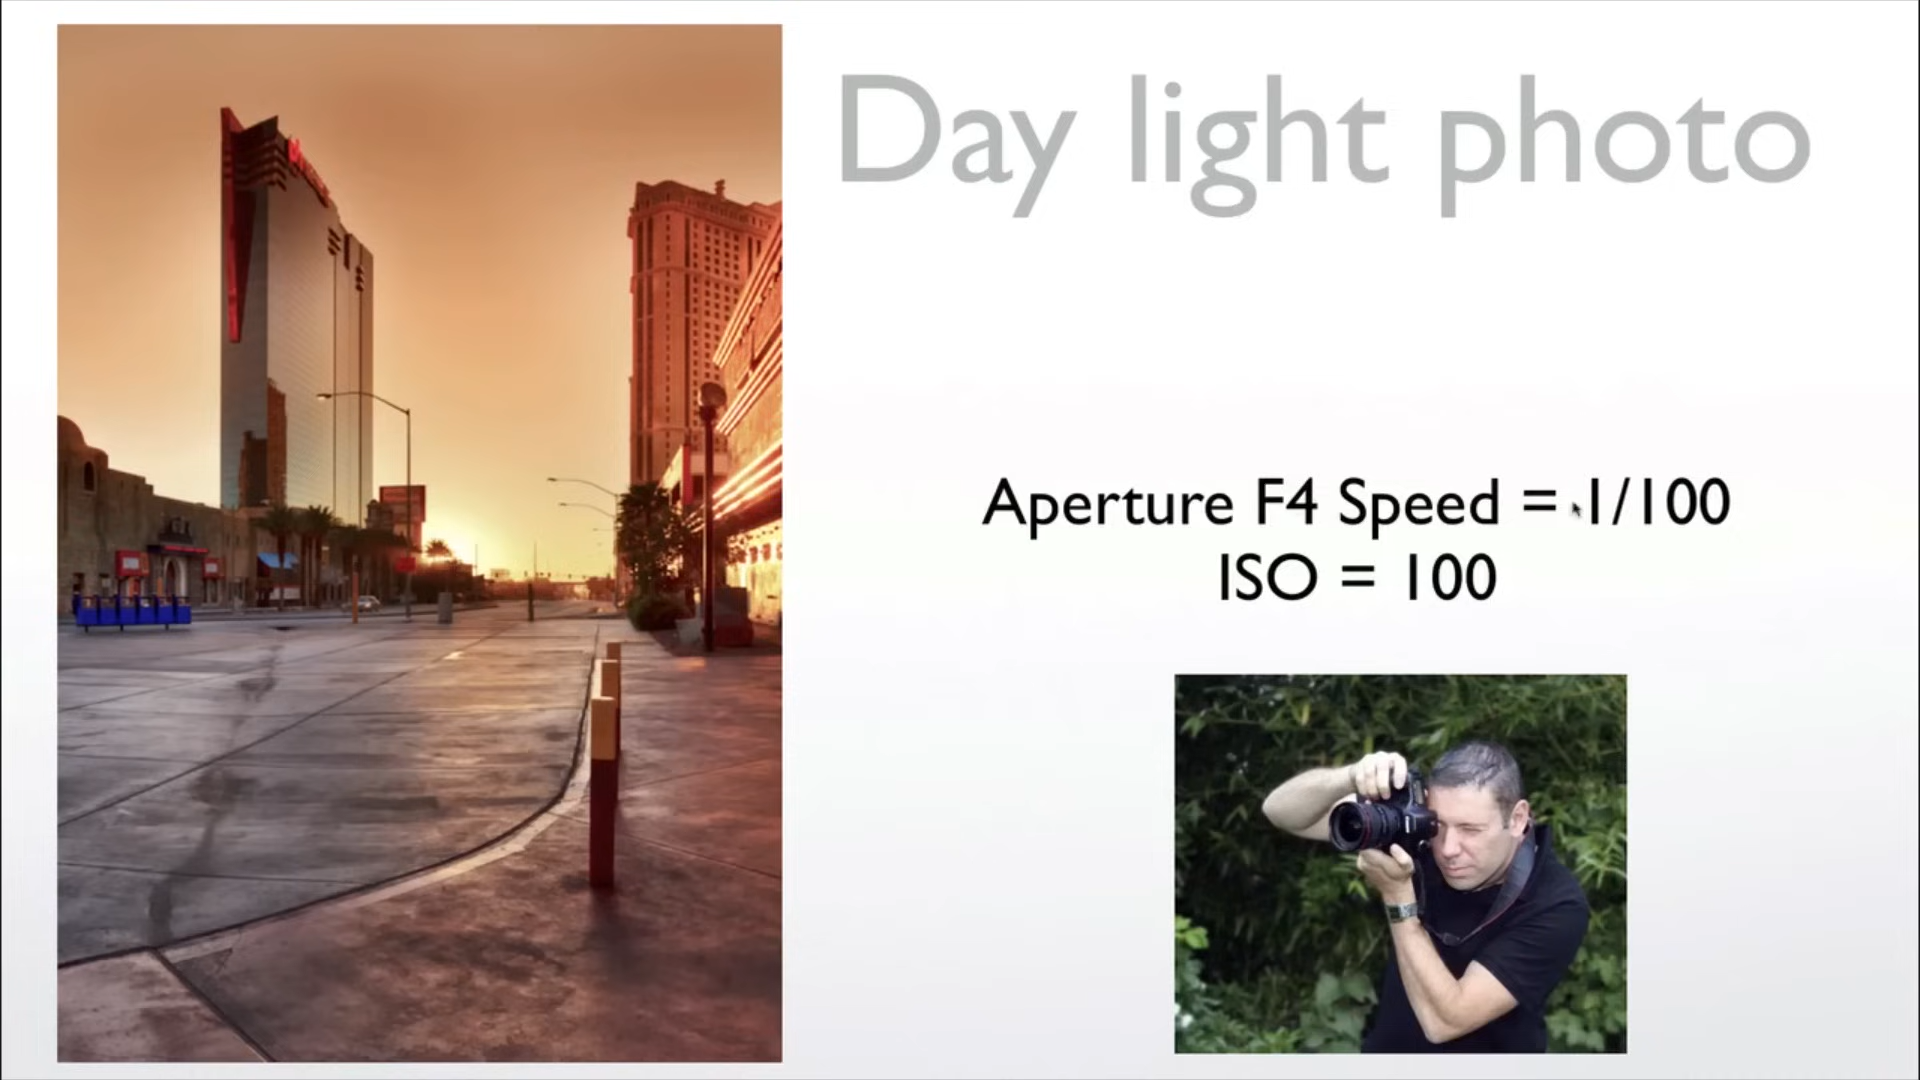 Day light photo
Aperture F4 Speed = 1/100
ISO = 100